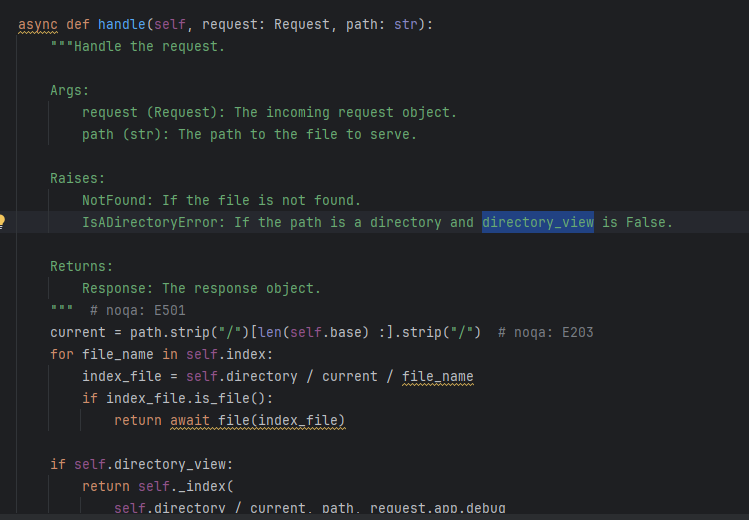 async def handle(self, request: Request, path: str):
"""Handle the request.
Args:
request (Request): The incoming request object.
path (str): The path to the file to serve.
Raises:
NotFound: If the file is not found.
IsADirectoryError: If the path is a directory and directory_view is False.
Returns:
Response: The response object.
"""  # noqa: E501
current = path.strip("/")[len(self.base) :].strip("/")  # noqa: E203
for file_name in self.index:
index_file = self.directory / current / file_name
if index_file.is_file():
return await file(index_file)
if self.directory_view:
return self._index(
self.directory / current, path, request.app.debug